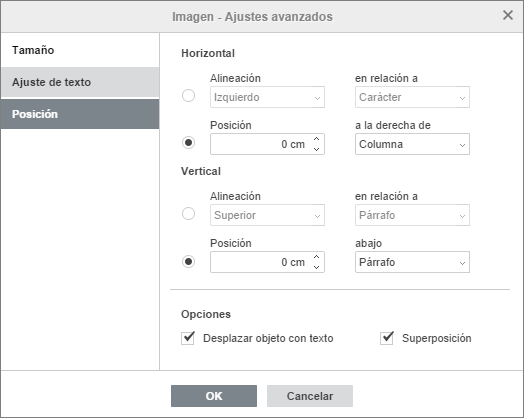 Imagen - Ajustes avanzados
Tamaño
Ajuste de texto
Posición
Horizontal
Alineación en relación a
Izquierdo Carácter
Posición a la derecha de
0 cm Columna
Vertical
Alineación en relación a
Superior Párrafo
Posición abajo
0 cm Párrafo
Opciones
Desplazar objeto con texto Superposición
OK Cancelar